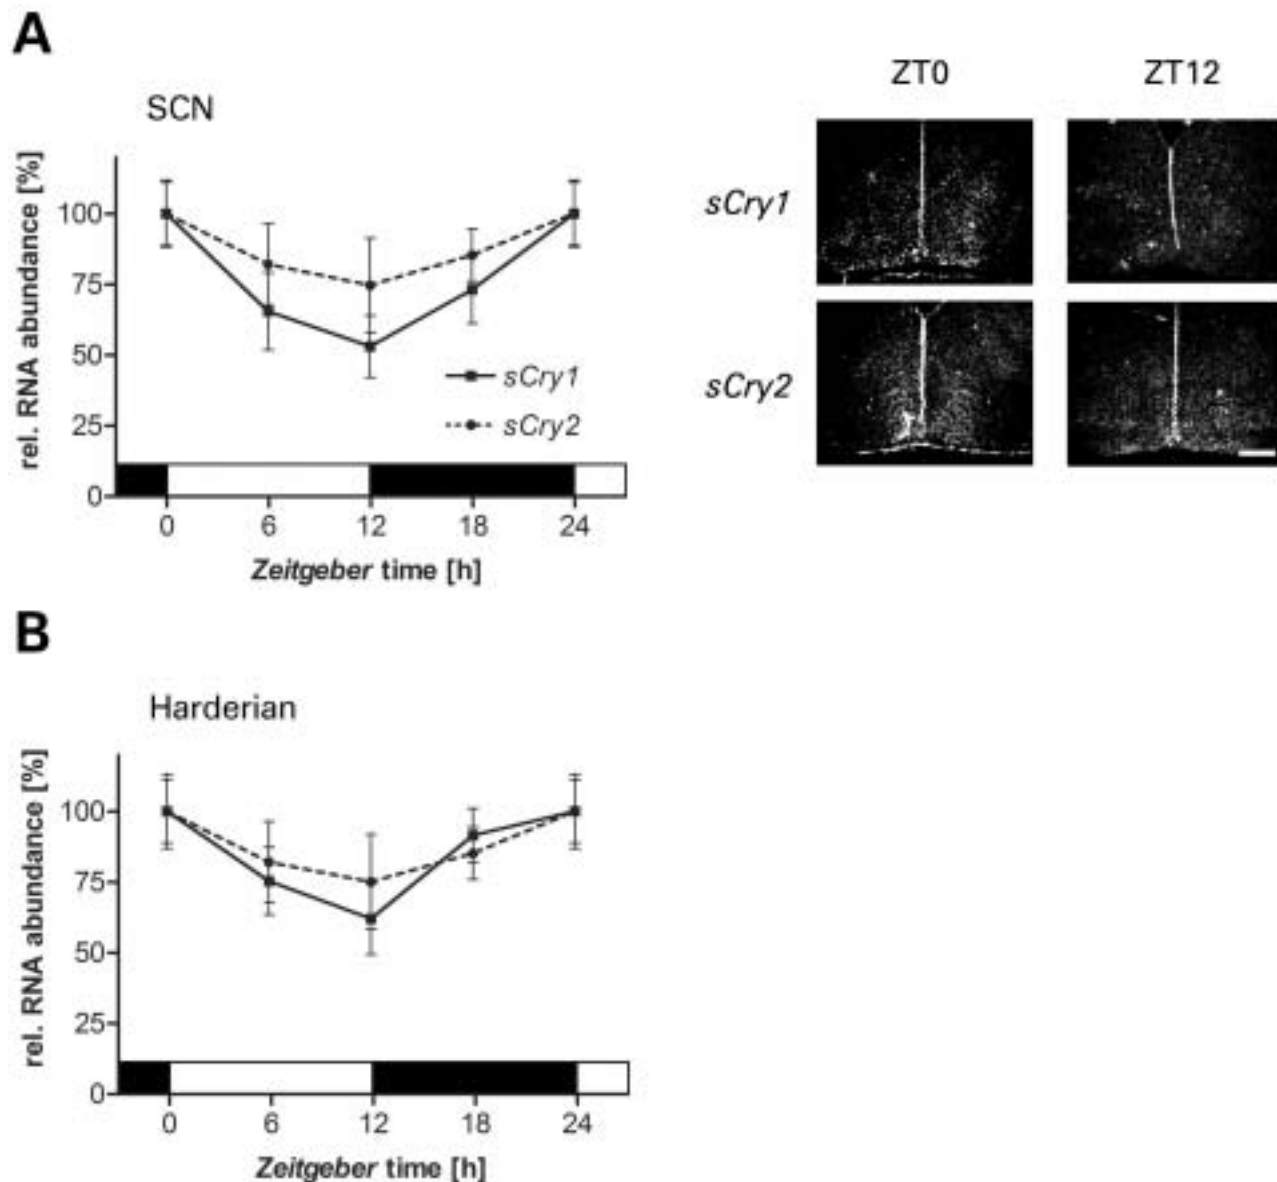 A
SCN
rel. RNA abundance [%]
100
75
50
25
0
sCry1
sCry2
0 6 12 18 24
Zeitgeber time [h]
ZT0 ZT12
sCry1
sCry2
B
Harderian
rel. RNA abundance [%]
100
75
50
25
0
0 6 12 18 24
Zeitgeber time [h]